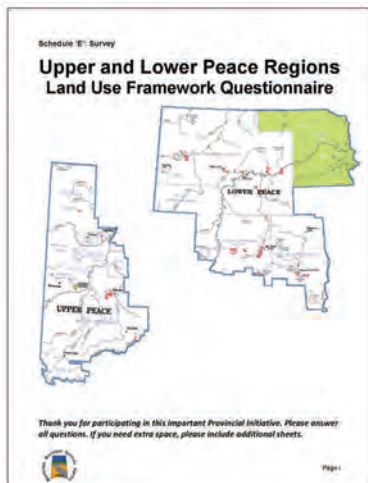 Schedule 'E': Survey
Upper and Lower Peace Regions
Land Use Framework Questionnaire
LOWER PEACE
UPPER PEACE
Thank you for participating in this important Provincial Initiative. Please answer
all questions. If you need extra space, please include additional sheets.
Page i